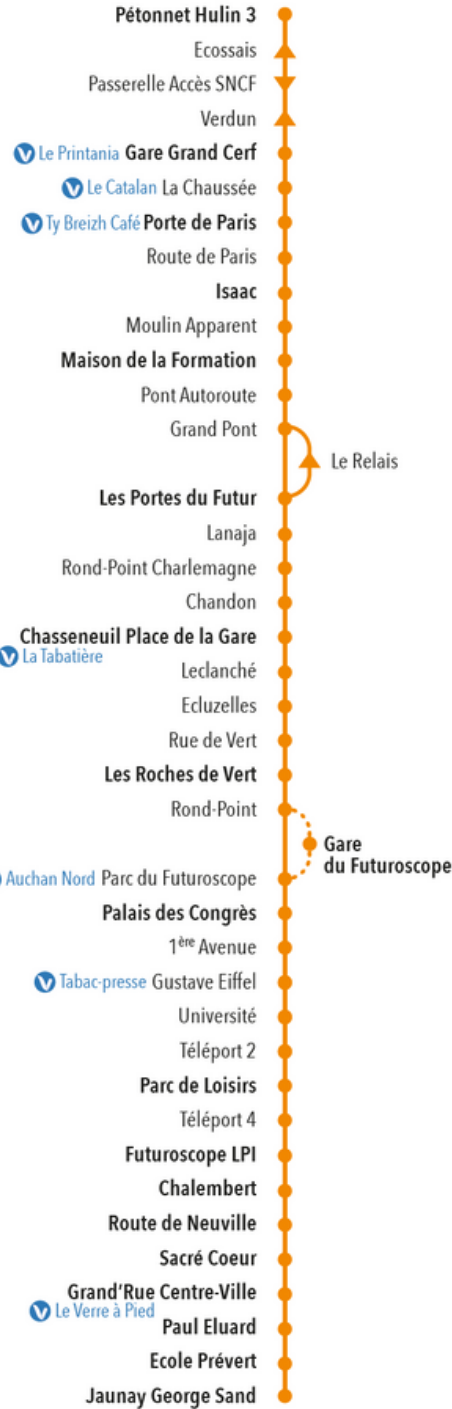 Pétonnet Hulin 3
Ecossais
Passerelle Accès SNCF
Verdun
Le Printania Gare Grand Cerf
Le Catalan La Chaussée
Ty Breizh Café Porte de Paris
Route de Paris
Isaac
Moulin Apparent
Maison de la Formation
Pont Autoroute
Grand Pont
Le Relais
Les Portes du Futur
Lanaja
Rond-Point Charlemagne
Chandon
Chasseneuil Place de la Gare
La Tabatière
Leclanché
Ecluzelles
Rue de Vert
Les Roches de Vert
Rond-Point
Gare
du Futuroscope
Auchan Nord Parc du Futuroscope
Palais des Congrès
1ère Avenue
Tabac-presse Gustave Eiffel
Université
Téléport 2
Parc de Loisirs
Téléport 4
Futuroscope LPI
Chalembert
Route de Neuville
Sacré Coeur
Grand'Rue Centre-Ville
Le Verre à Pied
Paul Eluard
Ecole Prévert
Jaunay George Sand